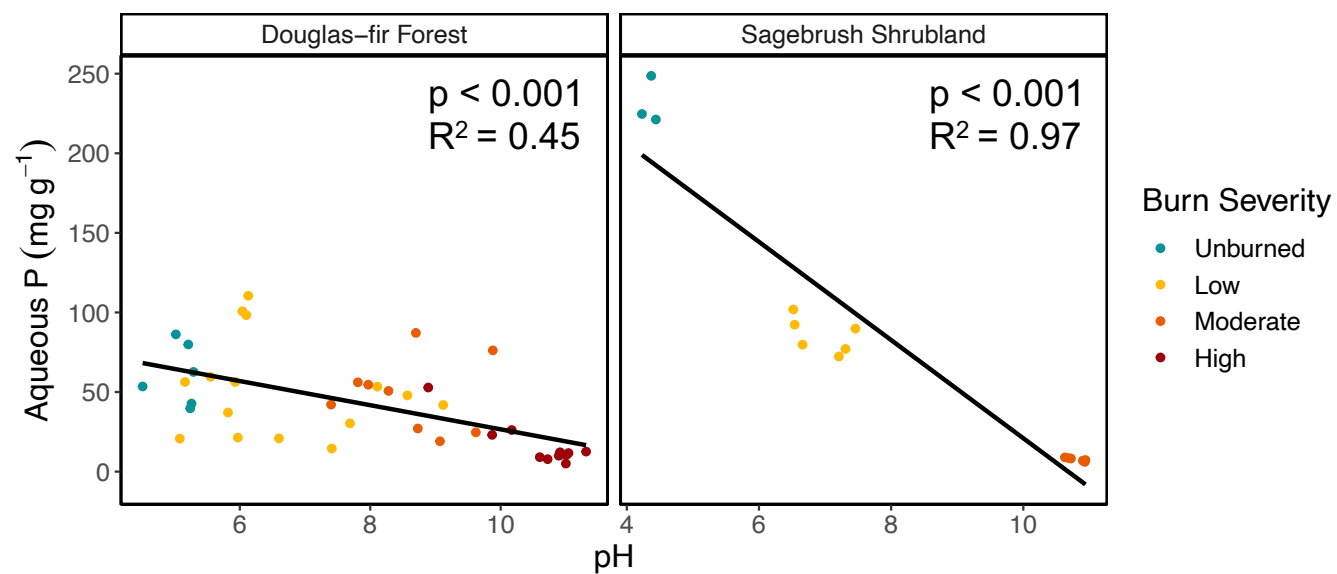 Douglas−fir Forest
Sagebrush Shrubland
p < 0.001
R² = 0.45
p < 0.001
R² = 0.97
Aqueous P (mg g⁻¹)
250
200
150
100
50
0
6
8
10
4
6
8
10
pH
Burn Severity
Unburned
Low
Moderate
High